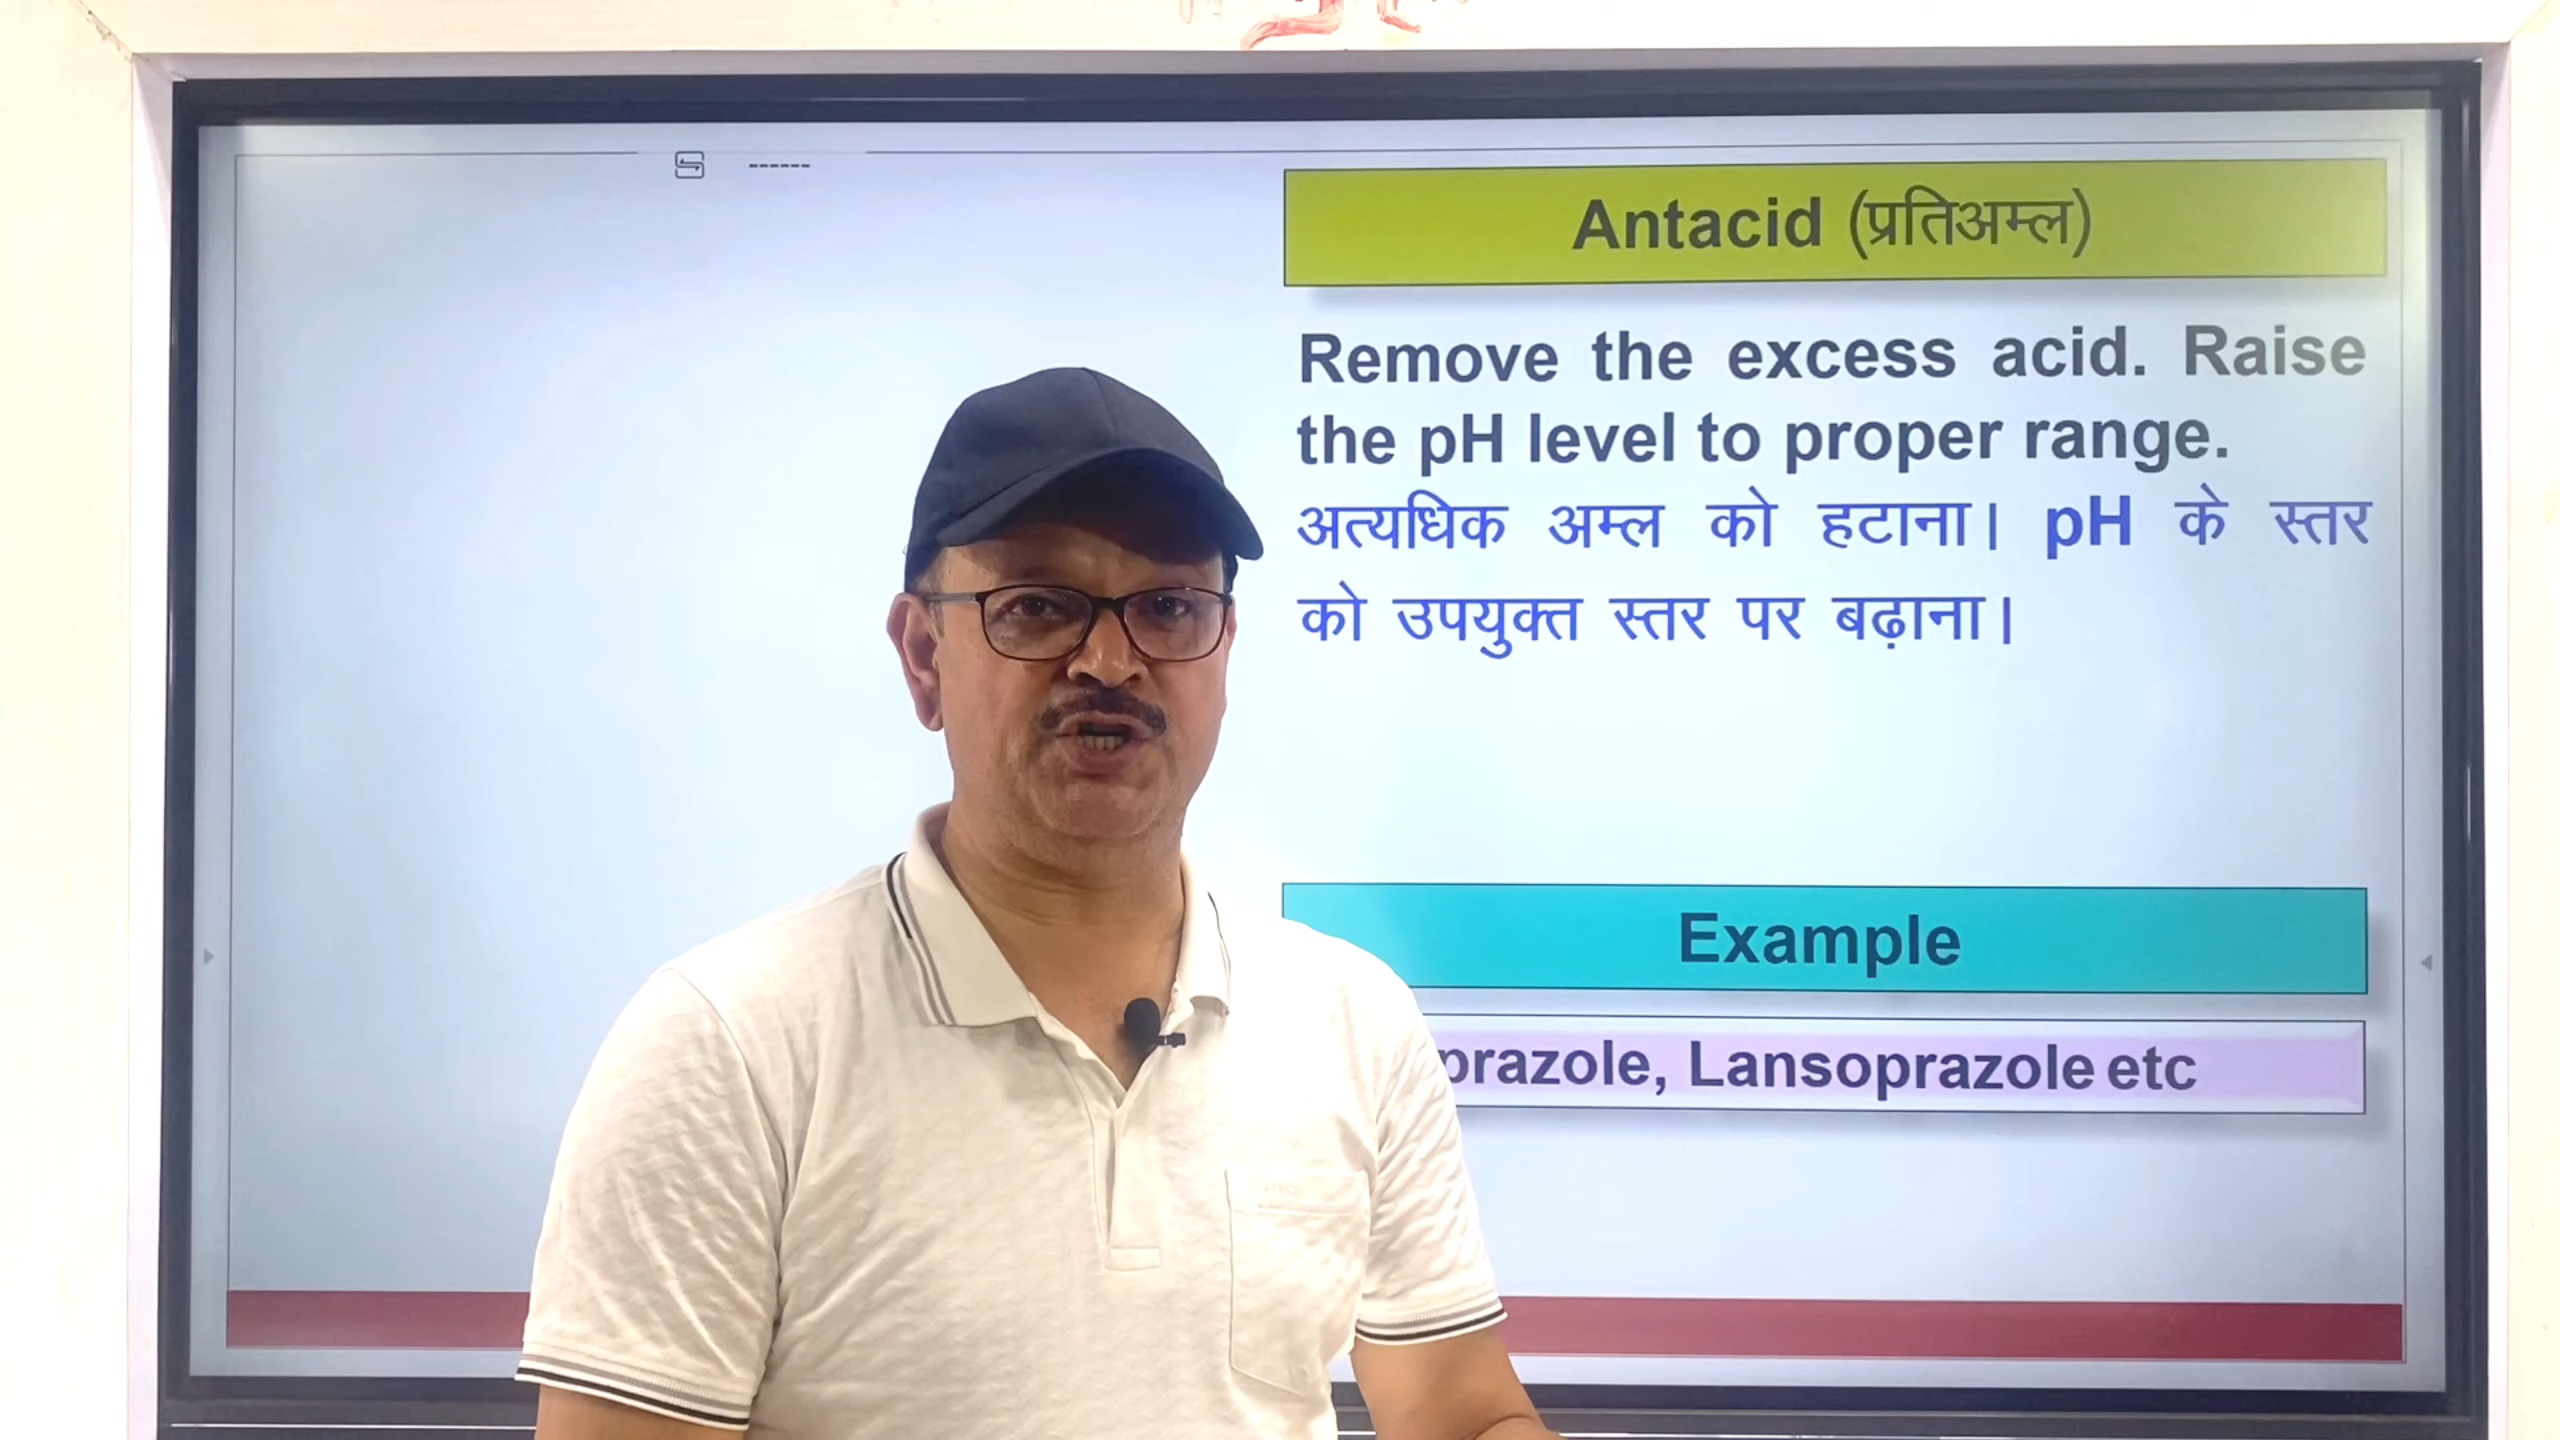 Antacid (प्रतिअम्ल)
Remove the excess acid. Raise
the pH level to proper range.
अत्यधिक अम्ल को हटाना। pH के स्तर
को उपयुक्त स्तर पर बढ़ाना।
Example
prazole, Lansoprazole etc